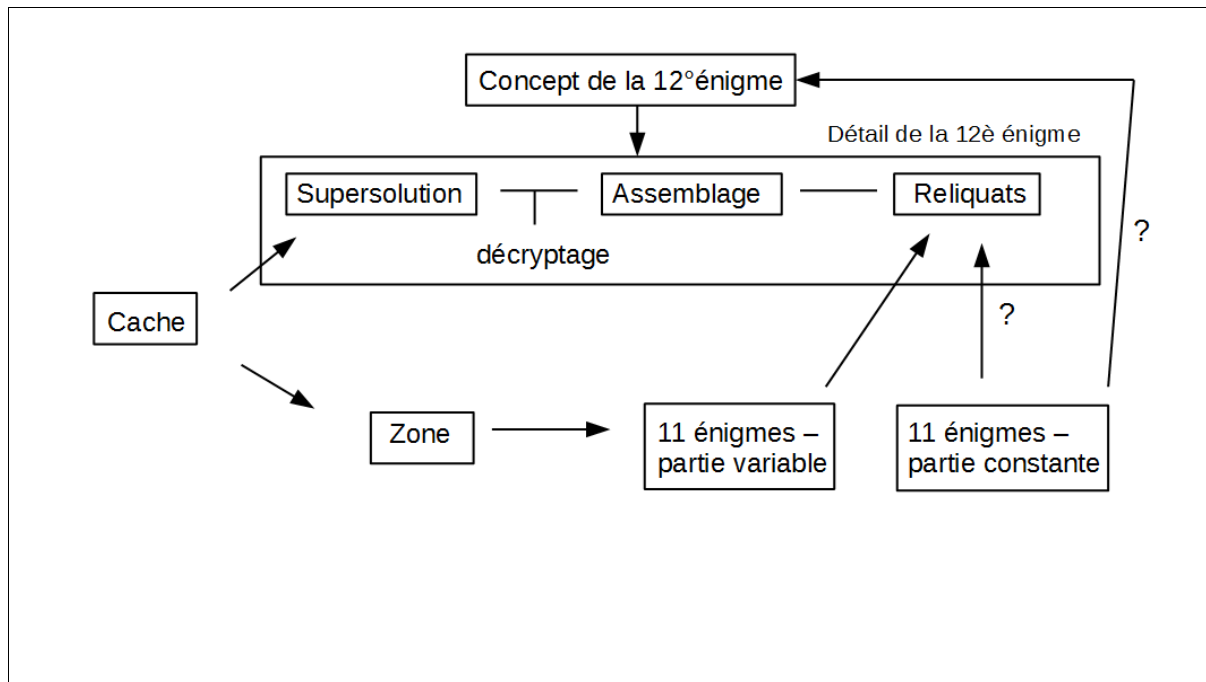 Concept de la 12°énigme
Détail de la 12è énigme
Supersolution
Assemblage
Reliquats
décryptage
?
Cache
?
Zone
11 énigmes –
partie variable
11 énigmes –
partie constante